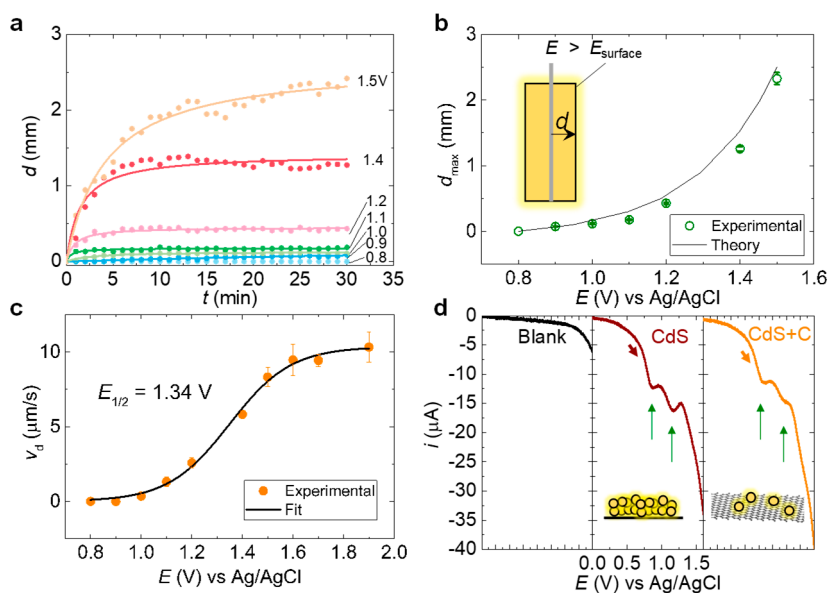 a
3
2
1
0
d (mm)
1.5V
1.4
1.2
1.1
1.0
0.9
0.8
0 5 10 15 20 25 30 35
t (min)
b
3
2
1
0
d_max (mm)
E > E_surface
d
Experimental
Theory
0.8 1.0 1.2 1.4 1.6
E (V) vs Ag/AgCl
c
10
5
0
v_d (μm/s)
E_1/2 = 1.34 V
Experimental
Fit
0.8 1.0 1.2 1.4 1.6 1.8 2.0
E (V) vs Ag/AgCl
d
0
-5
-10
-15
-20
-25
-30
-35
-40
i (μA)
Blank
CdS
CdS+C
0.0 0.5 1.0 1.5
E (V) vs Ag/AgCl